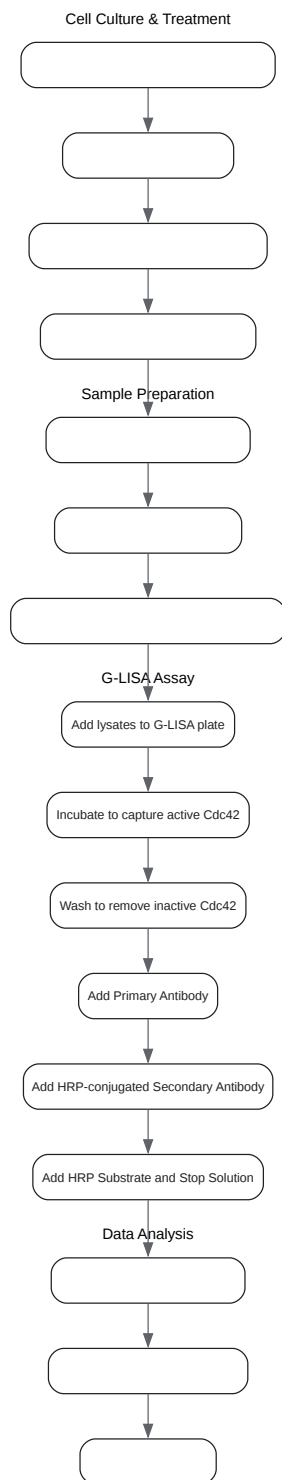 Cell Culture & Treatment
Sample Preparation
G-LISA Assay
Add lysates to G-LISA plate
Incubate to capture active Cdc42
Wash to remove inactive Cdc42
Add Primary Antibody
Add HRP-conjugated Secondary Antibody
Add HRP Substrate and Stop Solution
Data Analysis